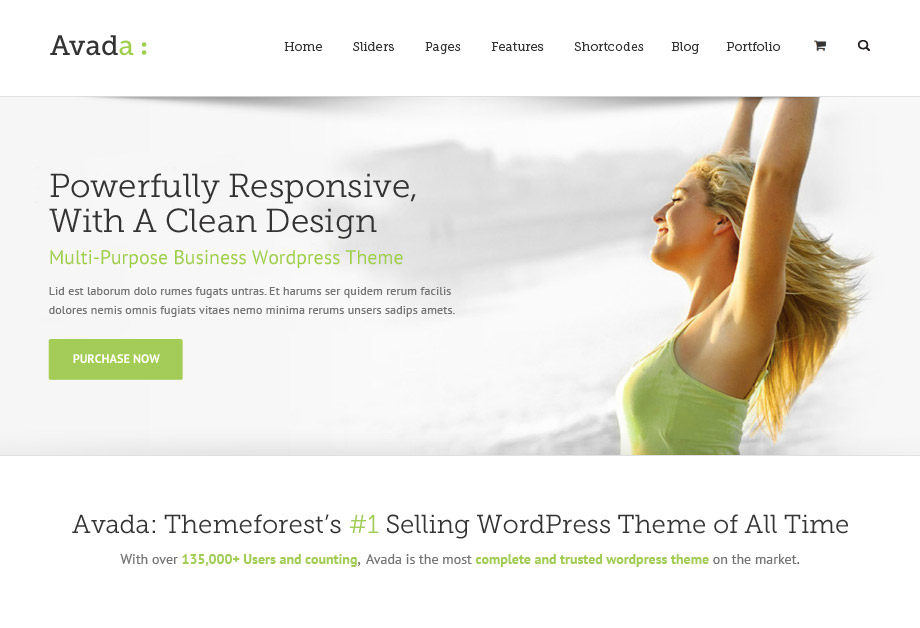 Avada :
Home Sliders Pages Features Shortcodes Blog Portfolio
Powerfully Responsive,
With A Clean Design
Multi-Purpose Business Wordpress Theme
Lid est laborum dolo rumes fugats untras. Et harums ser quidem rerum facilis
dolores nemis omnis fugiats vitaes nemo minima rerums unsers sadips amets.
PURCHASE NOW
Avada: Themeforest's #1 Selling WordPress Theme of All Time
With over 135,000+ Users and counting, Avada is the most complete and trusted wordpress theme on the market.